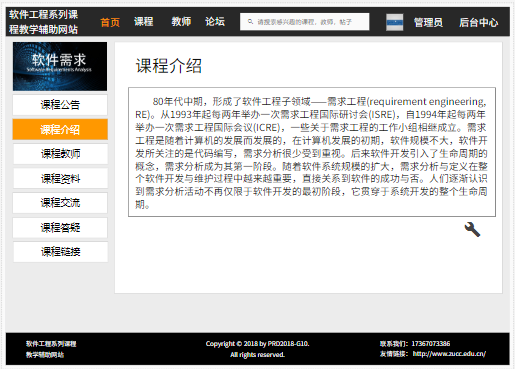 软件工程系列课
程教学辅助网站
首页 课程 教师 论坛 请搜索感兴趣的课程、教师、帖子 管理员 后台中心
软件需求
Software Requirements Analysis
课程公告
课程介绍
课程教师
课程资料
课程交流
课程答疑
课程链接
课程介绍
80年代中期，形成了软件工程子领域——需求工程(requirement engineering,
RE)。从1993年起每两年举办一次需求工程国际研讨会(ISRE)，自1994年起每两年
举办一次需求工程国际会议(ICRE)，一些关于需求工程的工作小组相继成立。需求
工程是随着计算机的发展而发展的，在计算机发展的初期，软件规模不大，软件开
发所关注的是代码编写，需求分析很少受到重视。后来软件开发引入了生命周期的
概念，需求分析成为其第一阶段。随着软件系统规模的扩大，需求分析与定义在整
个软件开发与维护过程中越来越重要，直接关系到软件的成功与否。人们逐渐认识
到需求分析活动不再仅限于软件开发的最初阶段，它贯穿于系统开发的整个生命周
期。
软件工程系列课程
教学辅助网站
Copyright © 2018 by PRD2018-G10.
All rights reserved.
联系我们：17367073386
友情链接： http://www.zucc.edu.cn/